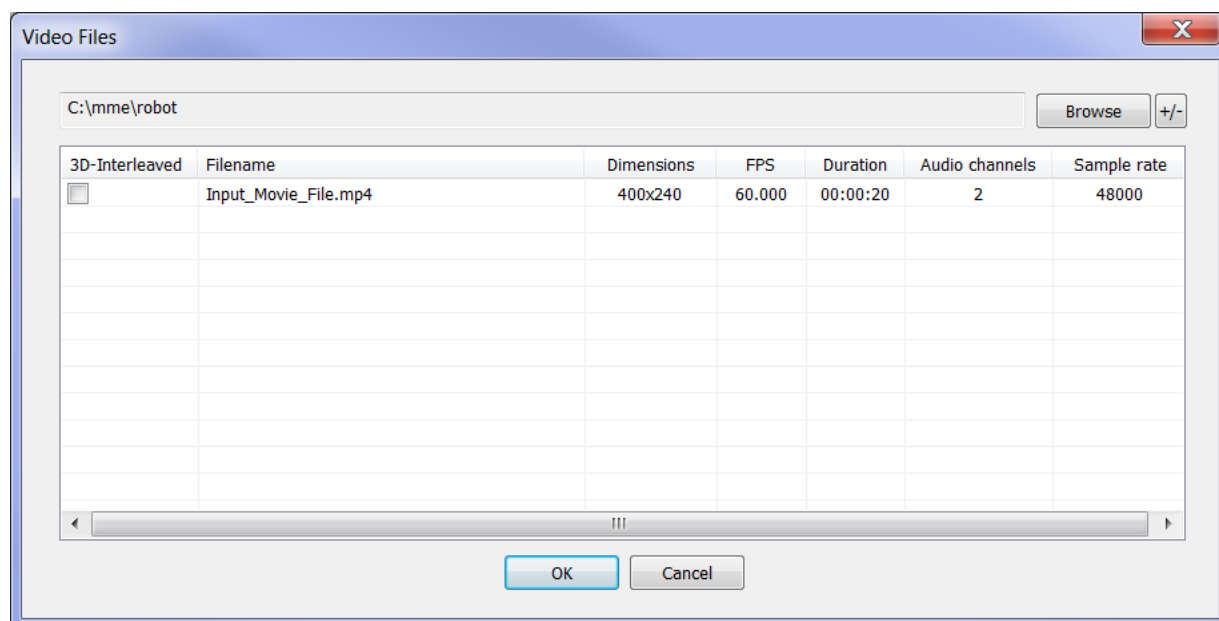 Video Files
C:\mme\robot
Browse
+/-
3D-Interleaved Filename Dimensions FPS Duration Audio channels Sample rate
Input_Movie_File.mp4 400x240 60.000 00:00:20 2 48000
OK Cancel